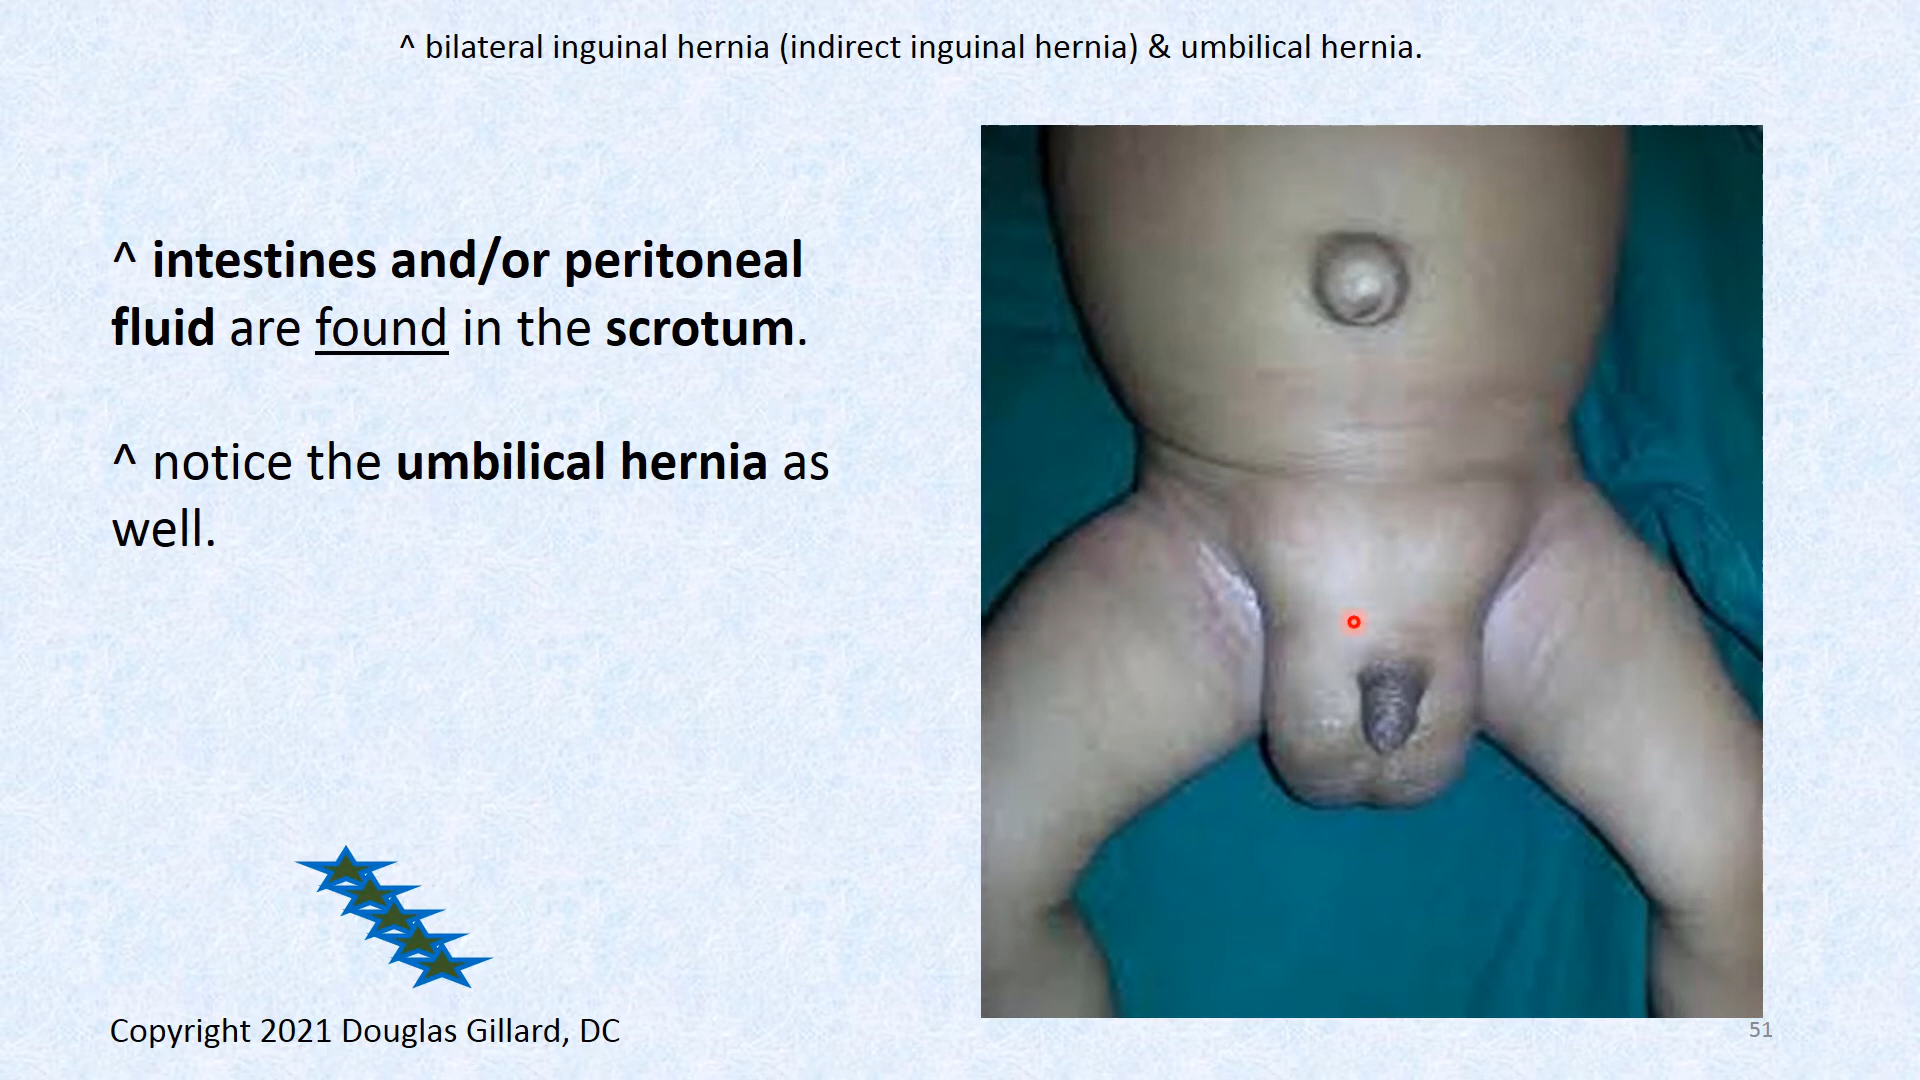 ^ bilateral inguinal hernia (indirect inguinal hernia) & umbilical hernia.
^ intestines and/or peritoneal
fluid are found in the scrotum.
^ notice the umbilical hernia as
well.
Copyright 2021 Douglas Gillard, DC
51